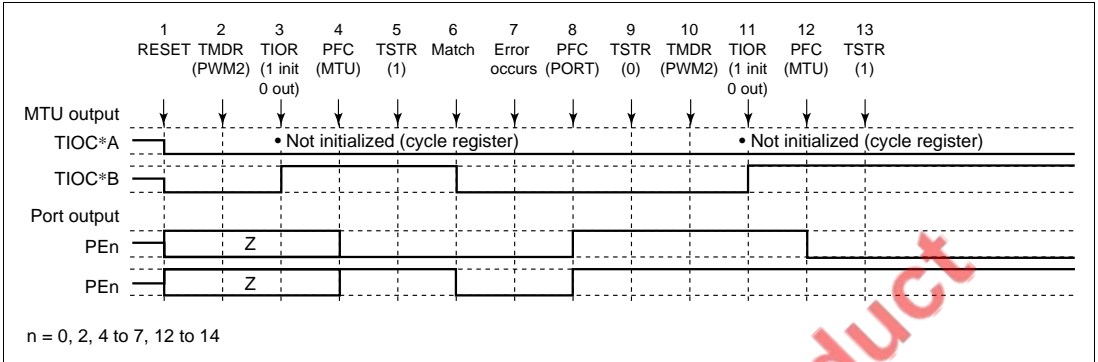 1 2 3 4 5 6 7 8 9 10 11 12 13
RESET TMDR TIOR PFC TSTR Match Error PFC TSTR TMDR TIOR PFC TSTR
(PWM2) (1 init (MTU) (1) occurs (PORT) (0) (PWM2) (1 init (MTU) (1)
0 out) 0 out)
MTU output
TIOC*A • Not initialized (cycle register) • Not initialized (cycle register)
TIOC*B
Port output
PEn Z
PEn Z
n = 0, 2, 4 to 7, 12 to 14
duct